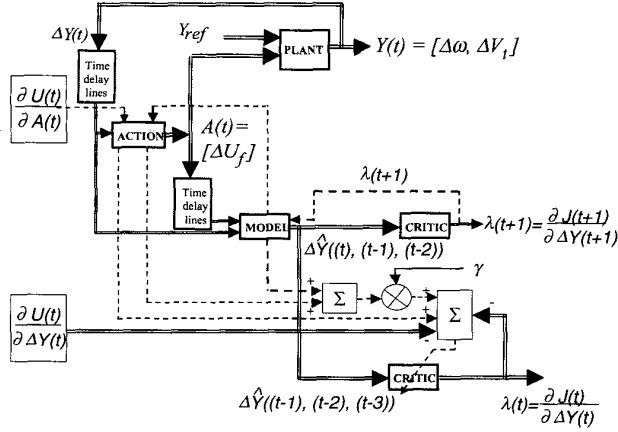 ΔY(t)
Y_ref
PLANT
Y(t) = [Δω, ΔV_t]
Time
delay
lines
∂U(t)
∂A(t)
ACTION
A(t)=
[ΔU_f]
Time
delay
lines
λ(t+1)
MODEL
CRITIC
λ(t+1)=∂J(t+1)
∂ΔY(t+1)
ΔŶ((t), (t-1), (t-2))
γ
+
+
Σ
+
+
-
Σ
-
∂U(t)
∂ΔY(t)
CRITIC
ΔŶ((t-1), (t-2), (t-3))
λ(t)=∂J(t)
∂ΔY(t)